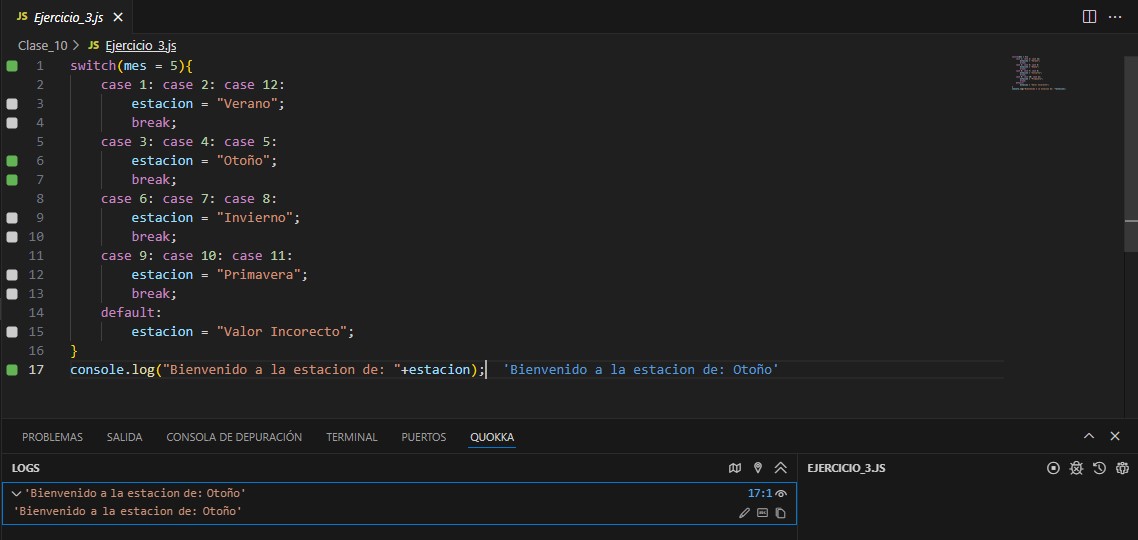 JS Ejercicio_3.js
Clase_10 > JS Ejercicio_3.js
1 switch(mes = 5){
2 case 1: case 2: case 12:
3 estacion = "Verano";
4 break;
5 case 3: case 4: case 5:
6 estacion = "Otoño";
7 break;
8 case 6: case 7: case 8:
9 estacion = "Invierno";
10 break;
11 case 9: case 10: case 11:
12 estacion = "Primavera";
13 break;
14 default:
15 estacion = "Valor Incorecto";
16 }
17 console.log("Bienvenido a la estacion de: "+estacion); 'Bienvenido a la estacion de: Otoño'
PROBLEMAS SALIDA CONSOLA DE DEPURACIÓN TERMINAL PUERTOS QUOKKA
LOGS EJERCICIO_3.JS
'Bienvenido a la estacion de: Otoño' 17:1
'Bienvenido a la estacion de: Otoño'